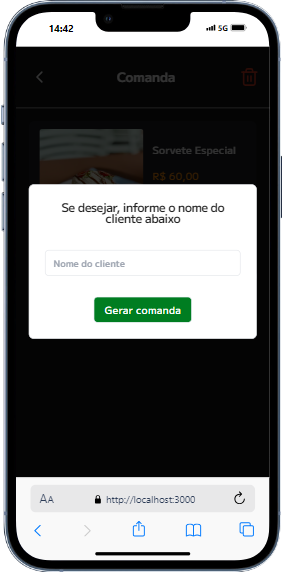 14:42
5G
Comanda
Sorvete Especial
R$ 60,00
Se desejar, informe o nome do
cliente abaixo
Nome do cliente
Gerar comanda
AA
http://localhost:3000